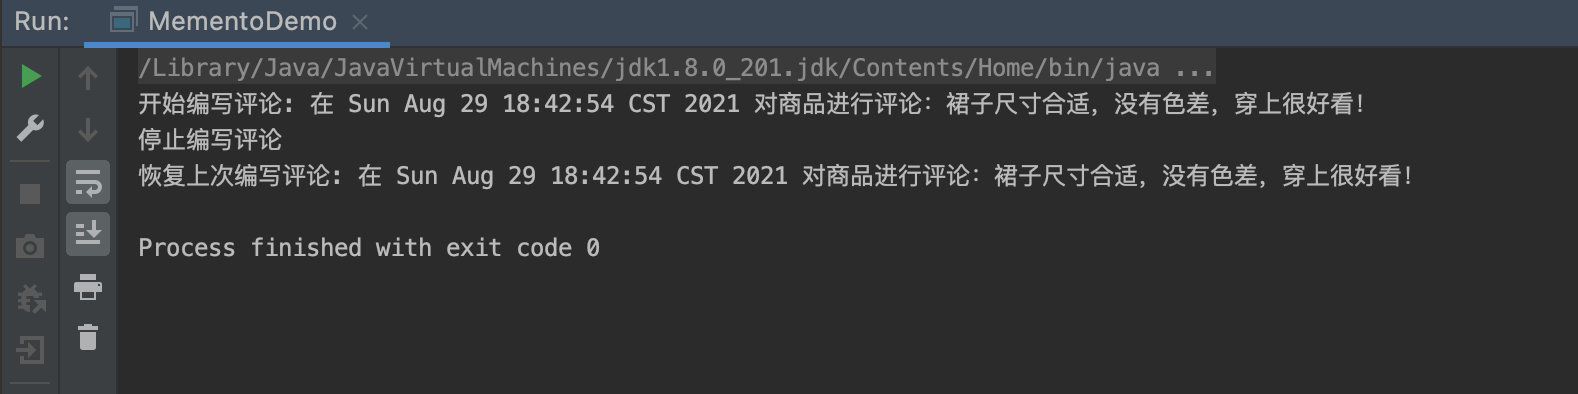 Run: MementoDemo
/Library/Java/JavaVirtualMachines/jdk1.8.0_201.jdk/Contents/Home/bin/java ...
开始编写评论: 在 Sun Aug 29 18:42:54 CST 2021 对商品进行评论：裙子尺寸合适，没有色差，穿上很好看！
停止编写评论
恢复上次编写评论: 在 Sun Aug 29 18:42:54 CST 2021 对商品进行评论：裙子尺寸合适，没有色差，穿上很好看！
Process finished with exit code 0